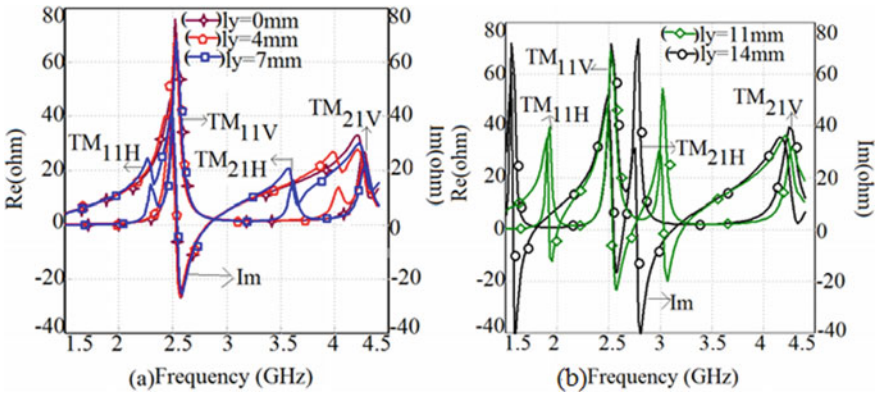 80
80
(+)ly=0mm
(○)ly=4mm
(□)ly=7mm
60
60
40
40
20
20
0
0
-20
-20
-40
-40
Re(ohm)
Im(ohm)
TM11H
TM11V
TM21H
TM21V
Im
1.5 2 2.5 3 3.5 4 4.5
(a)Frequency (GHz)
80
80
(◇)ly=11mm
(○)ly=14mm
60
60
40
40
20
20
0
0
-20
-20
-40
-40
Re(ohm)
Im(ohm)
TM11V
TM11H
TM21V
TM21H
Im
1.5 2 2.5 3 3.5 4 4.5
(b)Frequency (GHz)